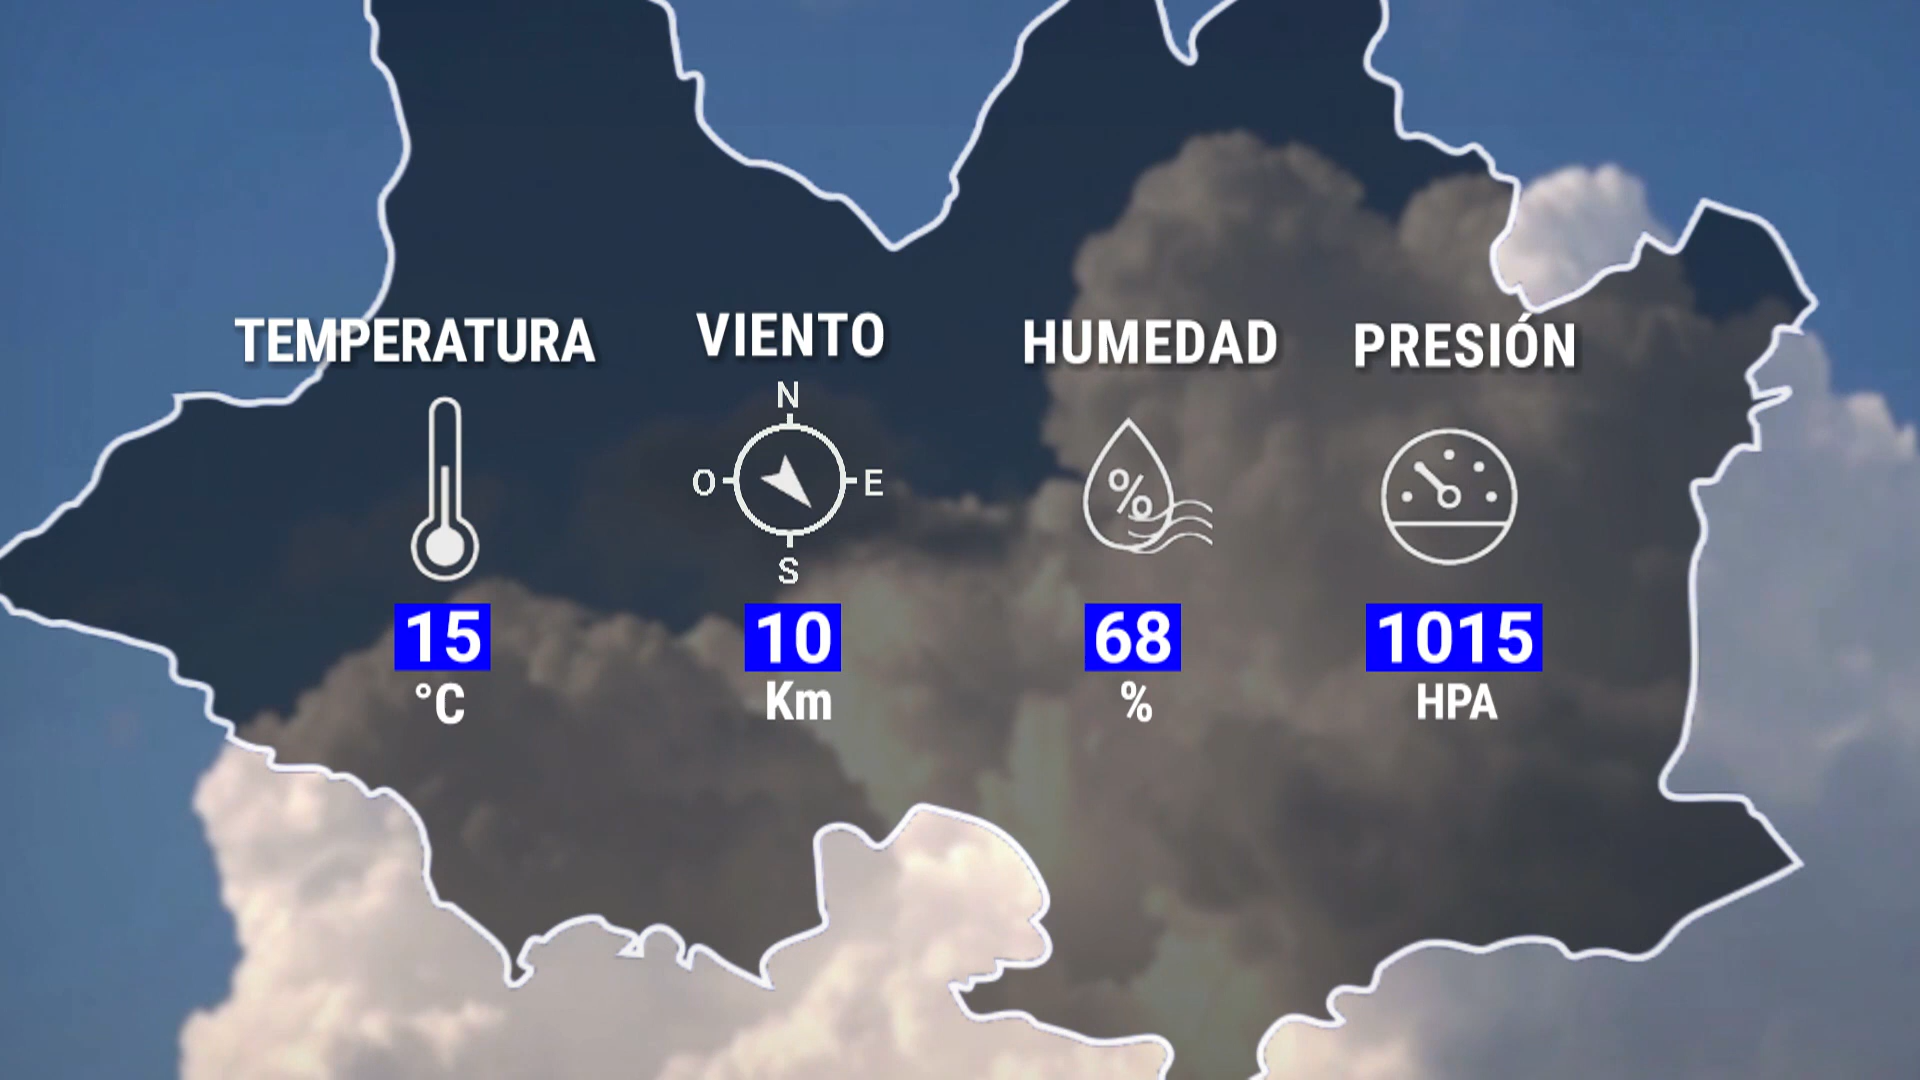 TEMPERATURA
VIENTO
HUMEDAD
PRESIÓN
N
O
E
S
%
15
10
68
1015
°C
Km
%
HPA